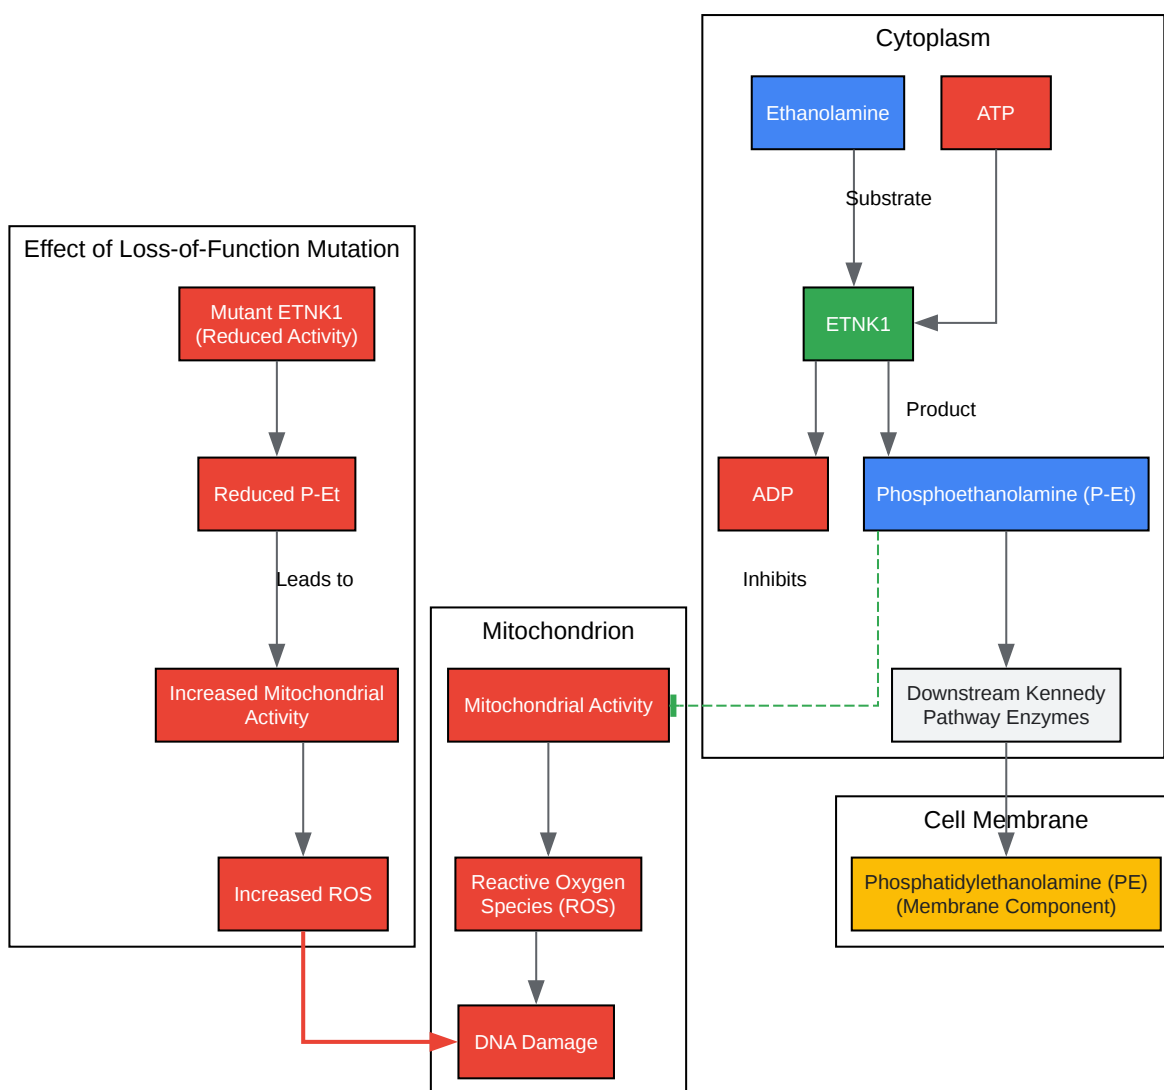 Cytoplasm
Ethanolamine
ATP
Substrate
ETNK1
Product
ADP
Phosphoethanolamine (P-Et)
Inhibits
Downstream Kennedy
Pathway Enzymes
Effect of Loss-of-Function Mutation
Mutant ETNK1
(Reduced Activity)
Reduced P-Et
Leads to
Increased Mitochondrial
Activity
Increased ROS
Mitochondrion
Mitochondrial Activity
Reactive Oxygen
Species (ROS)
DNA Damage
Cell Membrane
Phosphatidylethanolamine (PE)
(Membrane Component)